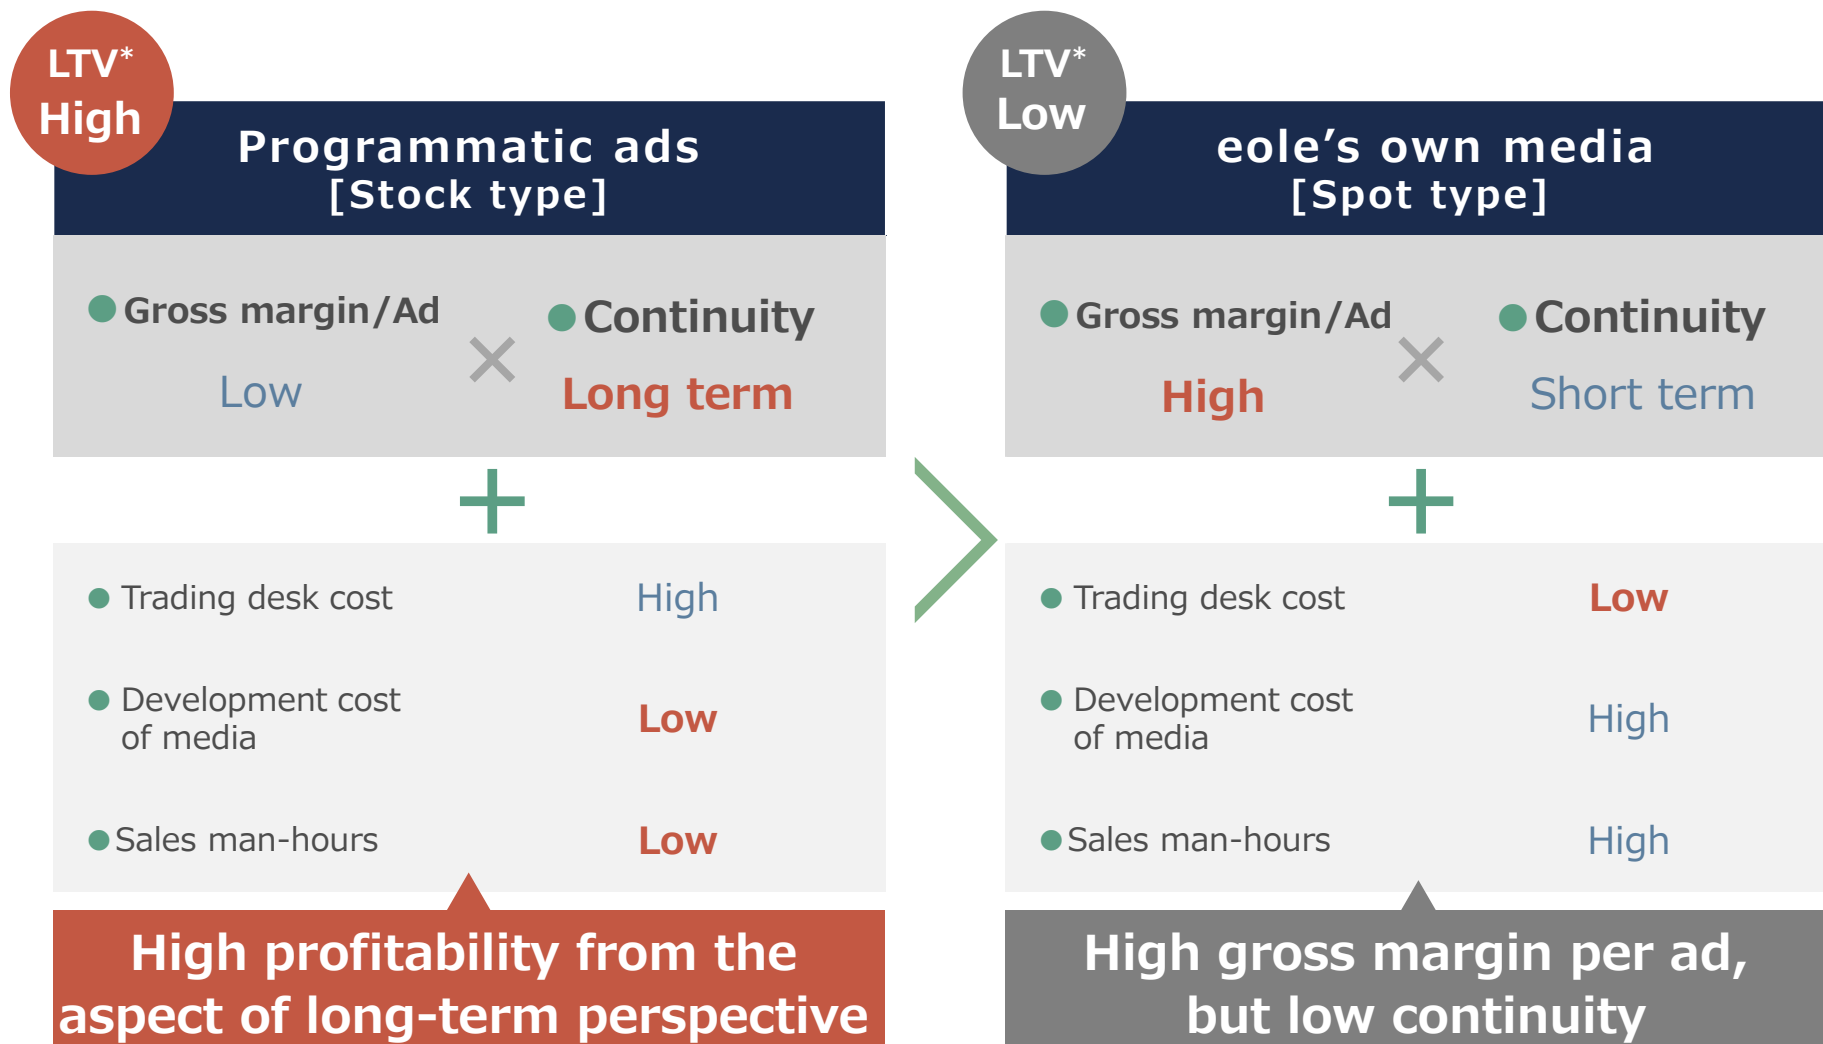 LTV*
High
Programmatic ads
[Stock type]
● Gross margin/Ad
Low
×
● Continuity
Long term
+
● Trading desk cost High
● Development cost
of media
Low
● Sales man-hours Low
High profitability from the
aspect of long-term perspective
>
LTV*
Low
eole’s own media
[Spot type]
● Gross margin/Ad
High
×
● Continuity
Short term
+
● Trading desk cost Low
● Development cost
of media
High
● Sales man-hours High
High gross margin per ad,
but low continuity